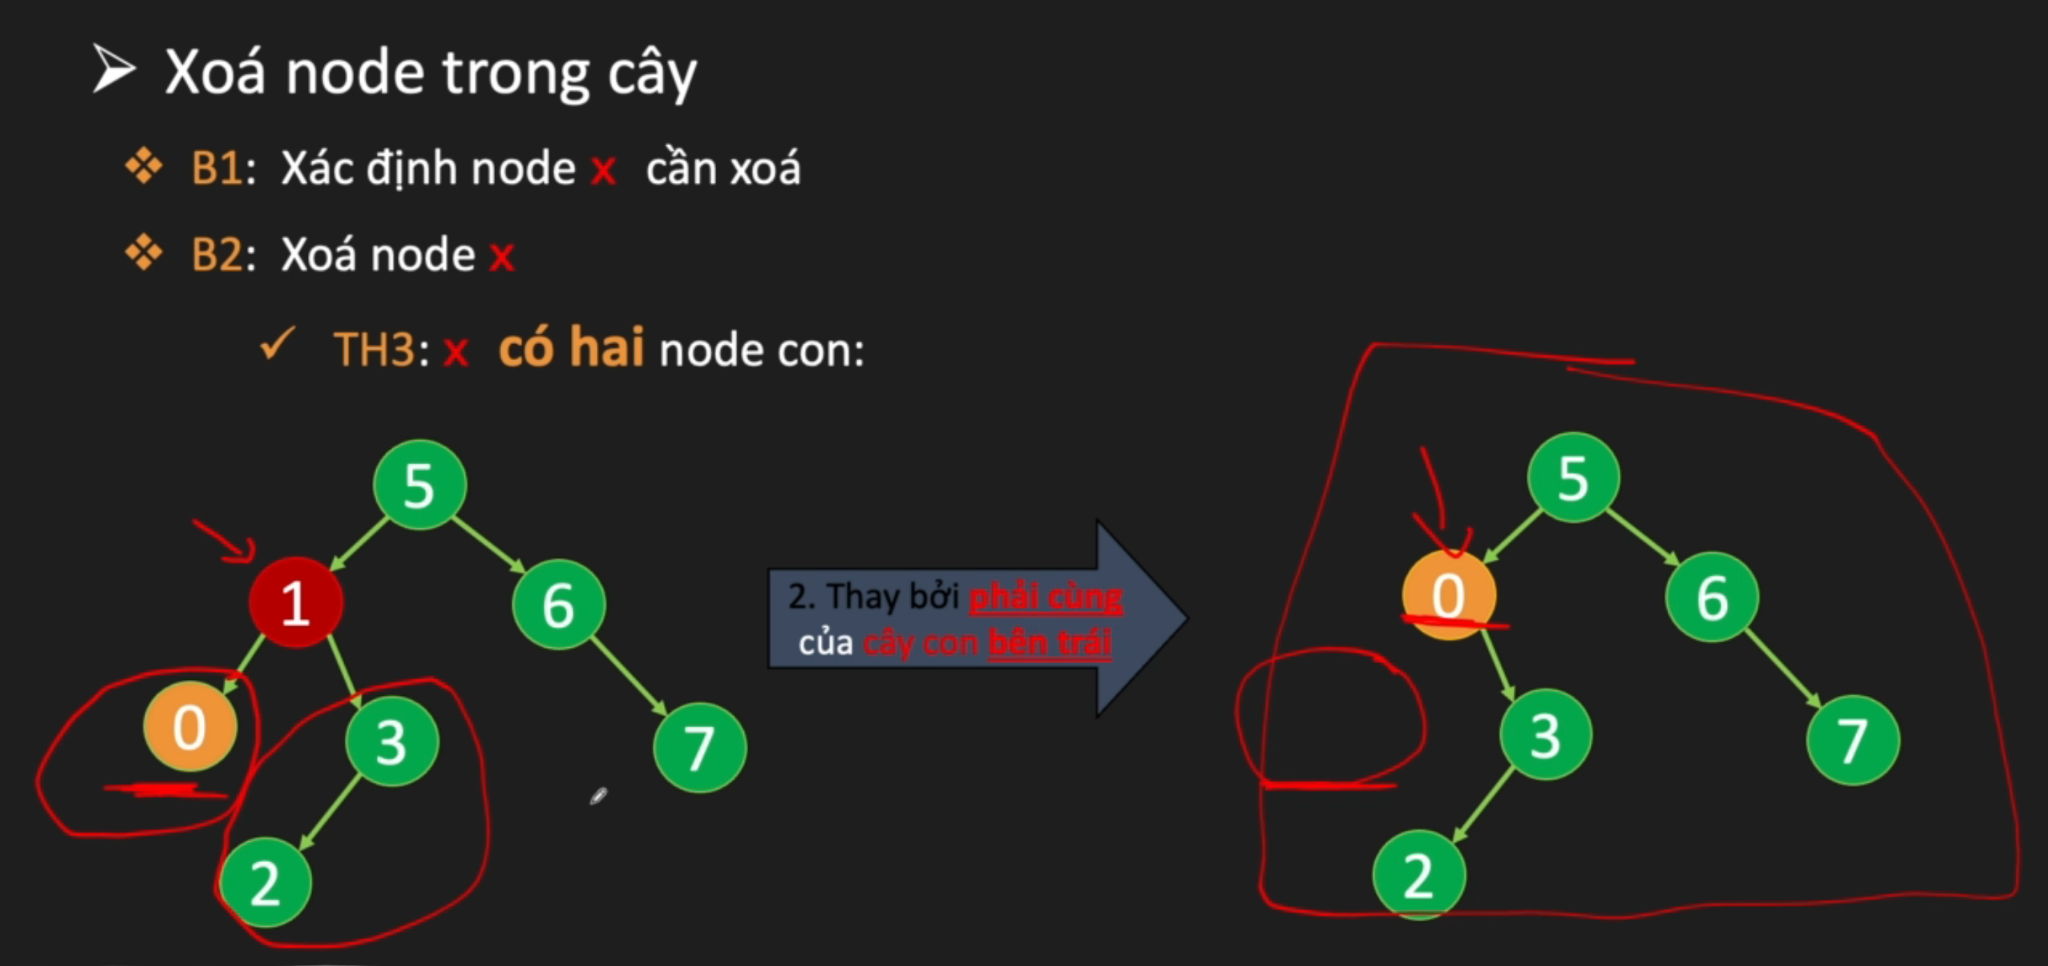 Xoá node trong cây
B1: Xác định node x cần xoá
B2: Xoá node x
TH3: x có hai node con:
5
1
6
0
3
7
2
2. Thay bởi phải cùng
của cây con bên trái
5
0
6
3
7
2